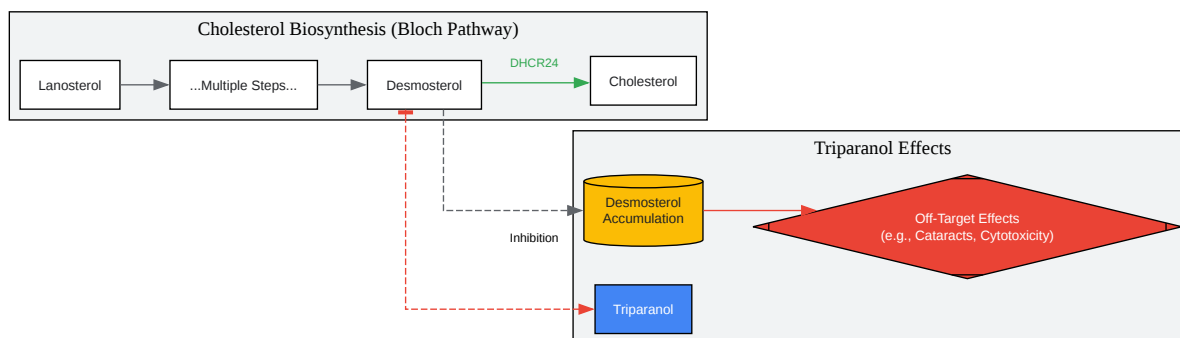 Cholesterol Biosynthesis (Bloch Pathway)
Lanosterol
...Multiple Steps...
Desmosterol
DHCR24
Cholesterol
Triparanol Effects
Desmosterol
Accumulation
Off-Target Effects
(e.g., Cataracts, Cytotoxicity)
Inhibition
Triparanol